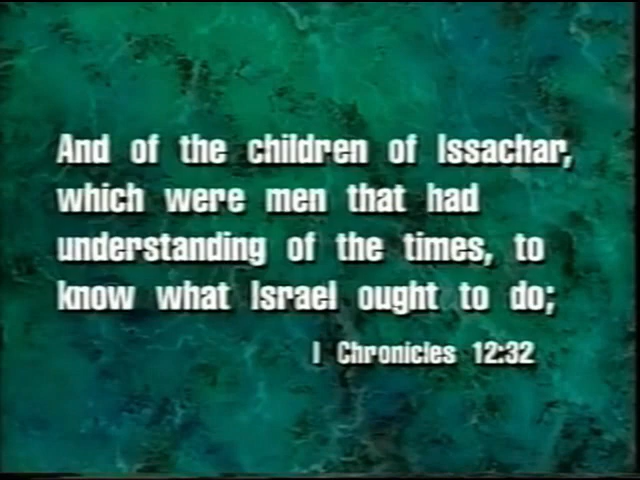 And of the children of Issachar,
which were men that had
understanding of the times, to
know what Israel ought to do;
I Chronicles 12:32